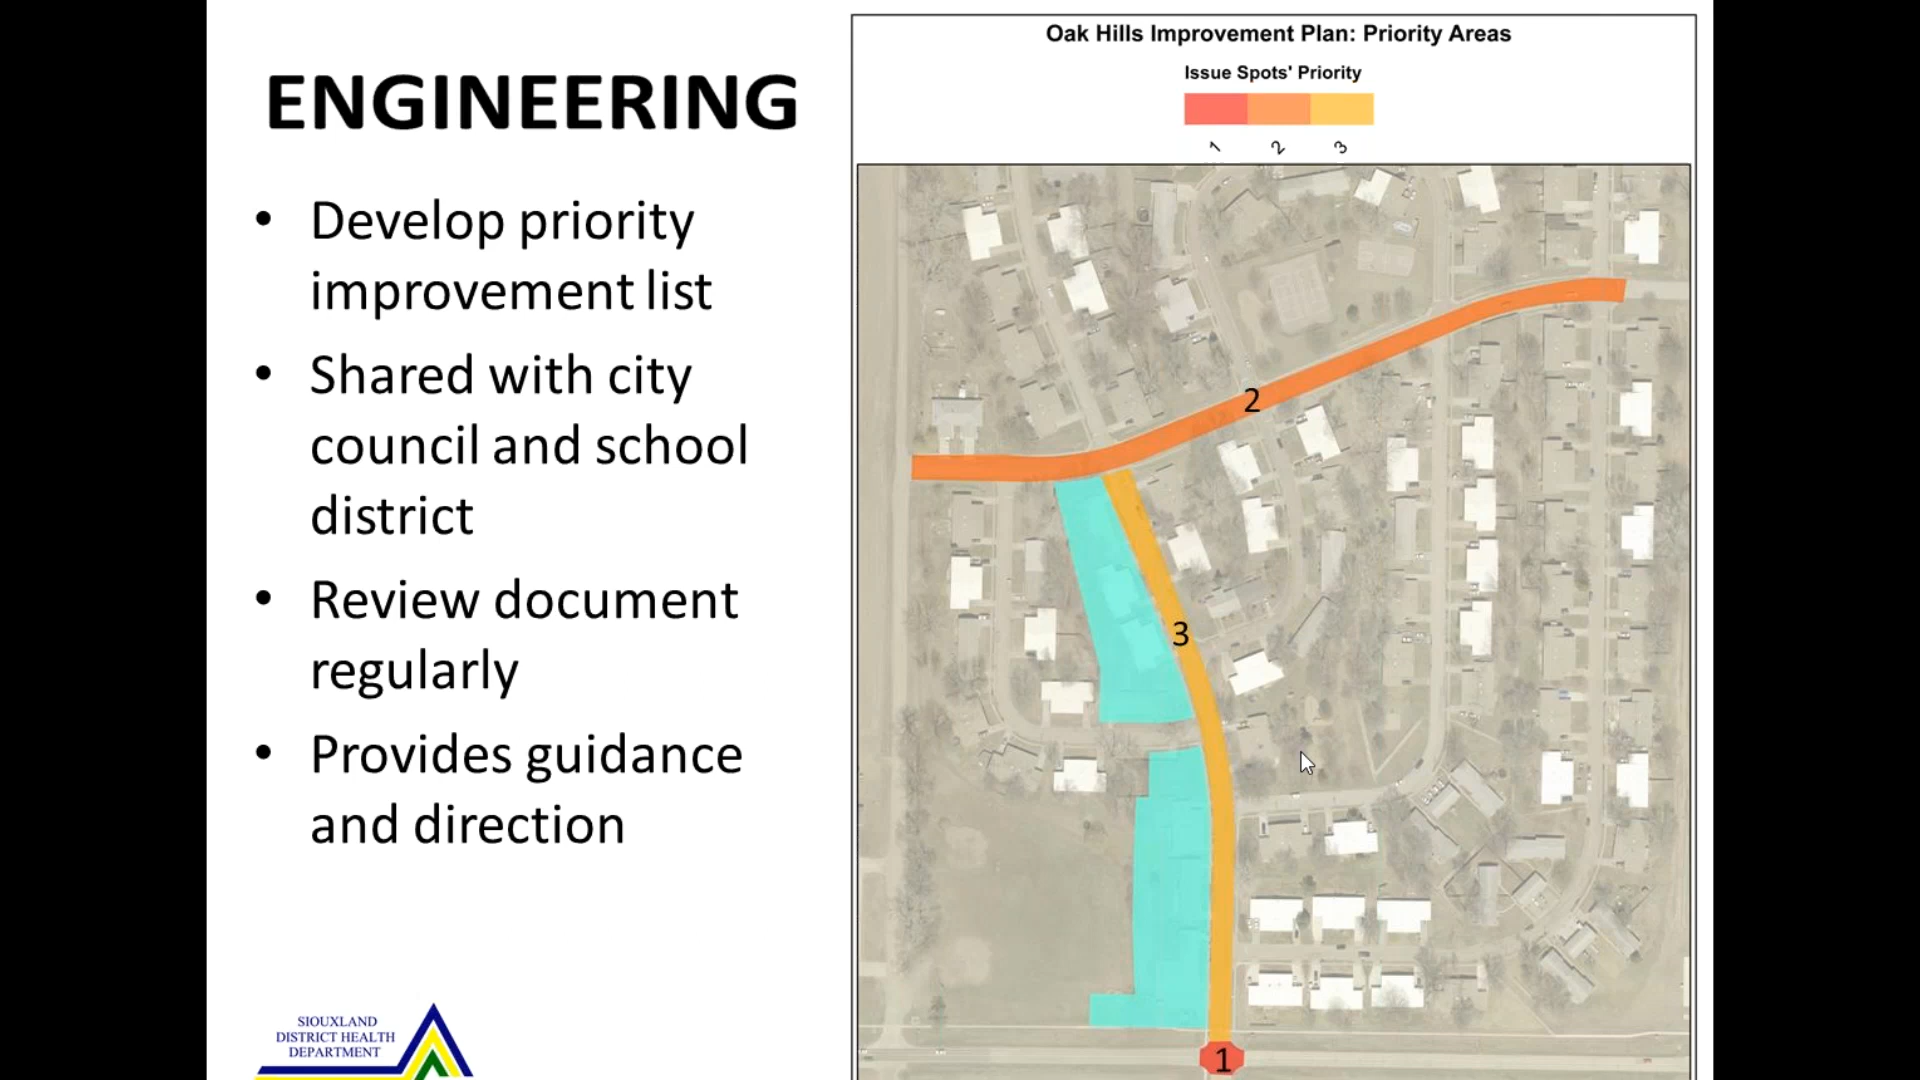 ENGINEERING
• Develop priority
improvement list
• Shared with city
council and school
district
• Review document
regularly
• Provides guidance
and direction
SIOUXLAND
DISTRICT HEALTH
DEPARTMENT
Oak Hills Improvement Plan: Priority Areas
Issue Spots' Priority
1 2 3
2
3
1